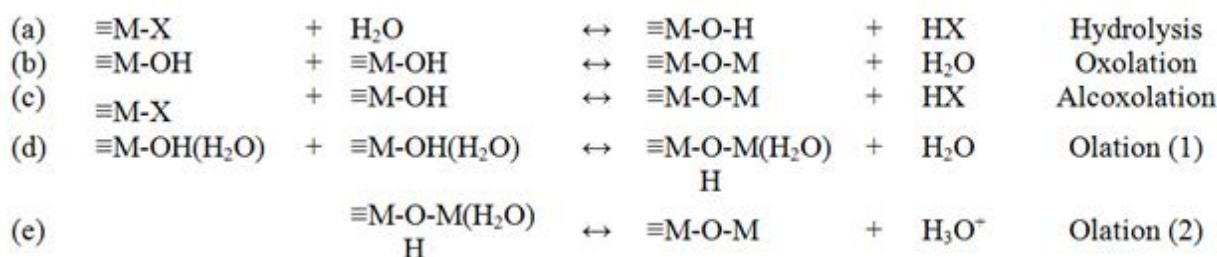 (a) ≡M-X + H₂O ↔ ≡M-O-H + HX Hydrolysis
(b) ≡M-OH + ≡M-OH ↔ ≡M-O-M + H₂O Oxolation
(c) ≡M-X + ≡M-OH ↔ ≡M-O-M + HX Alcoxolation
(d) ≡M-OH(H₂O) + ≡M-OH(H₂O) ↔ ≡M-O-M(H₂O) + H₂O Olation (1)
H
(e) ≡M-O-M(H₂O) ↔ ≡M-O-M + H₃O⁺ Olation (2)
H